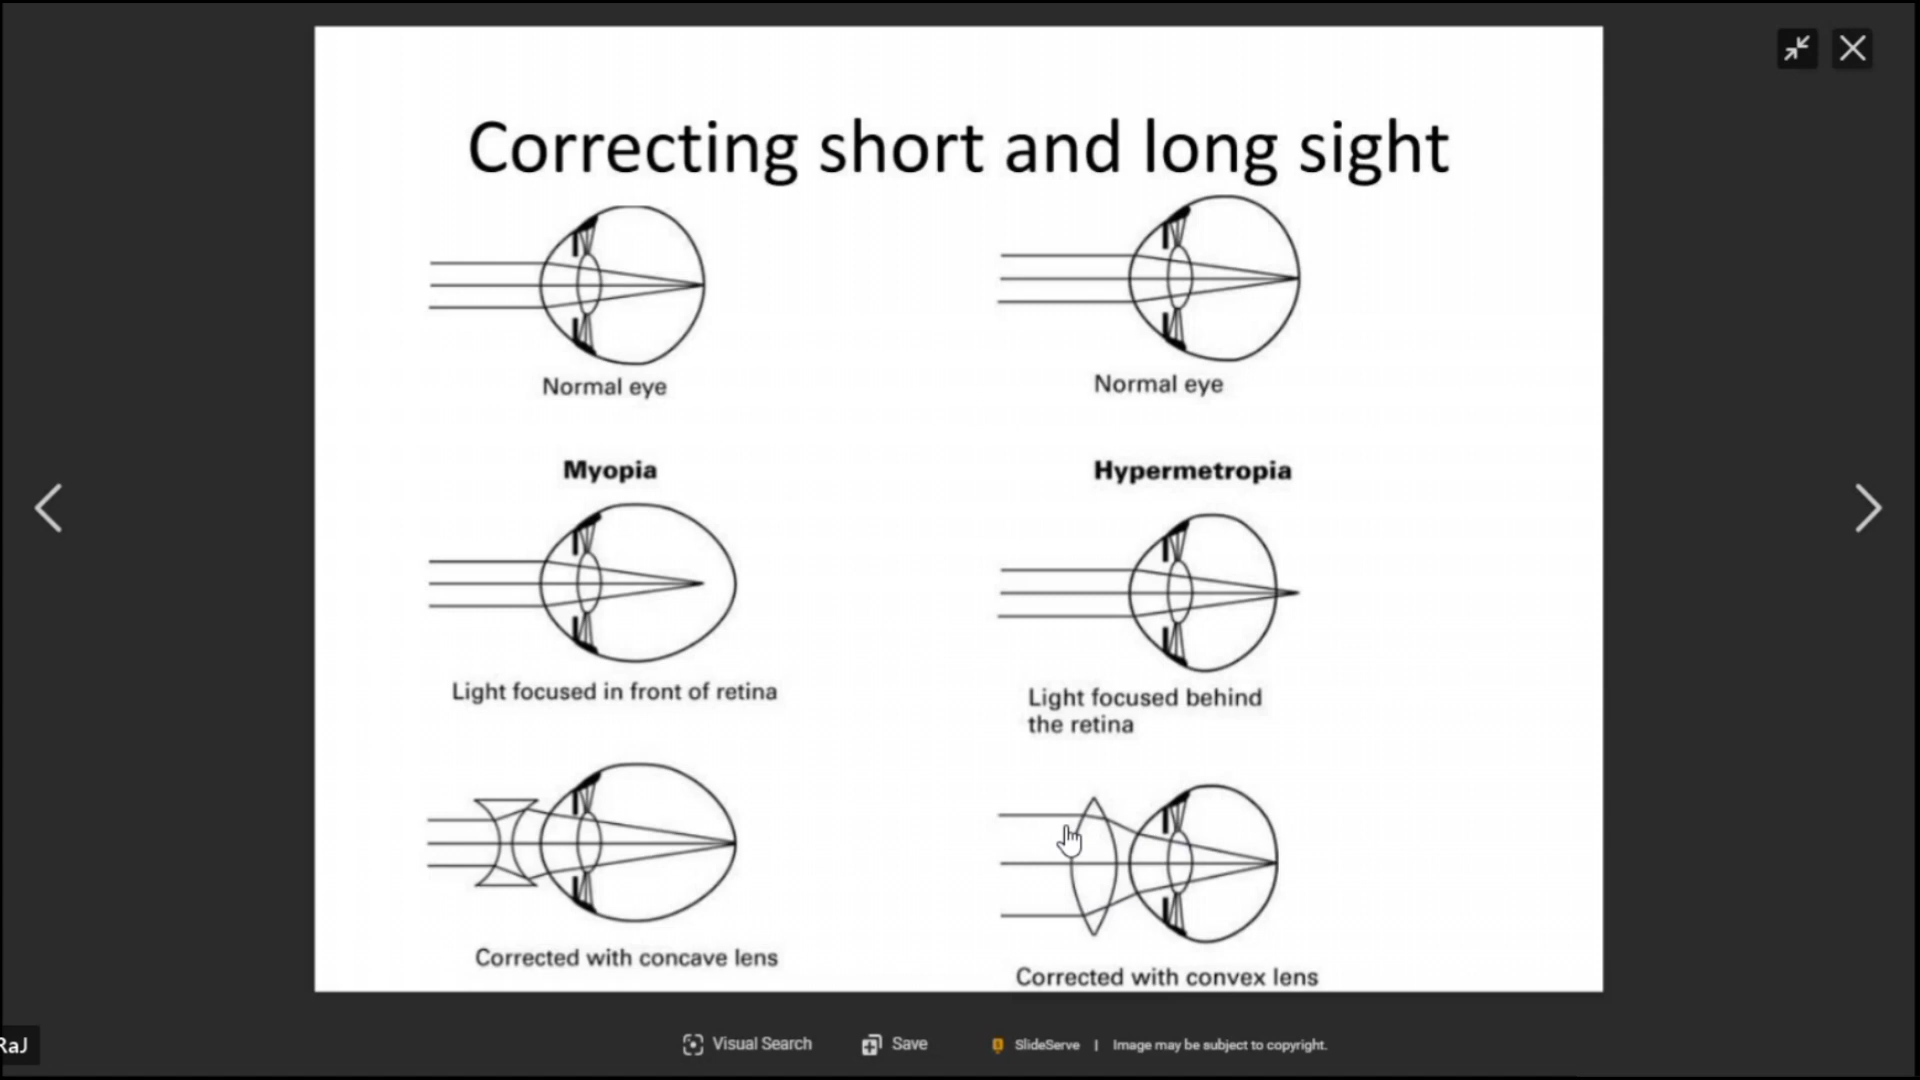 Correcting short and long sight
Normal eye
Normal eye
Myopia
Hypermetropia
Light focused in front of retina
Light focused behind
the retina
Corrected with concave lens
Corrected with convex lens
RaJ
Visual Search
Save
SlideServe | Image may be subject to copyright.